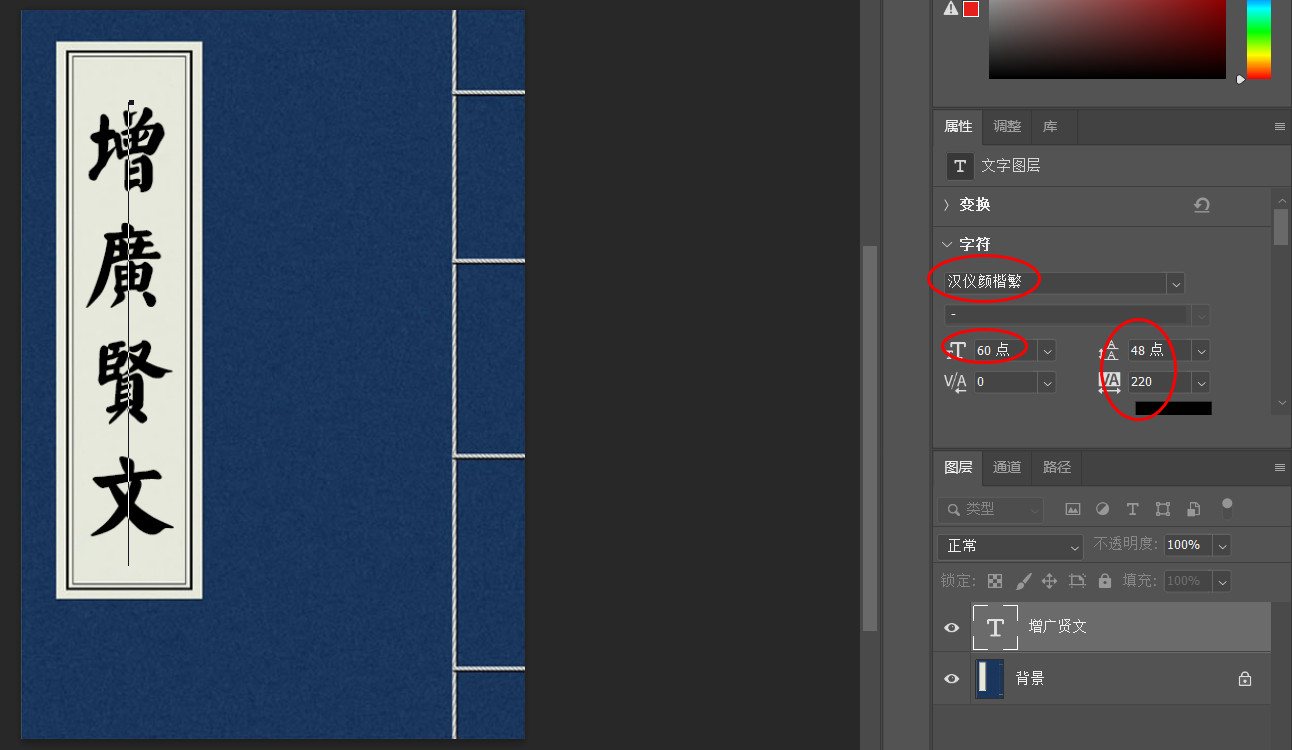 增廣賢文
属性 调整 库
T 文字图层
变换
字符
汉仪颜楷繁
-
60 点 48 点
V/A 0 VA 220
图层 通道 路径
类型
正常 不透明度: 100%
锁定: 填充: 100%
T 增广贤文
背景